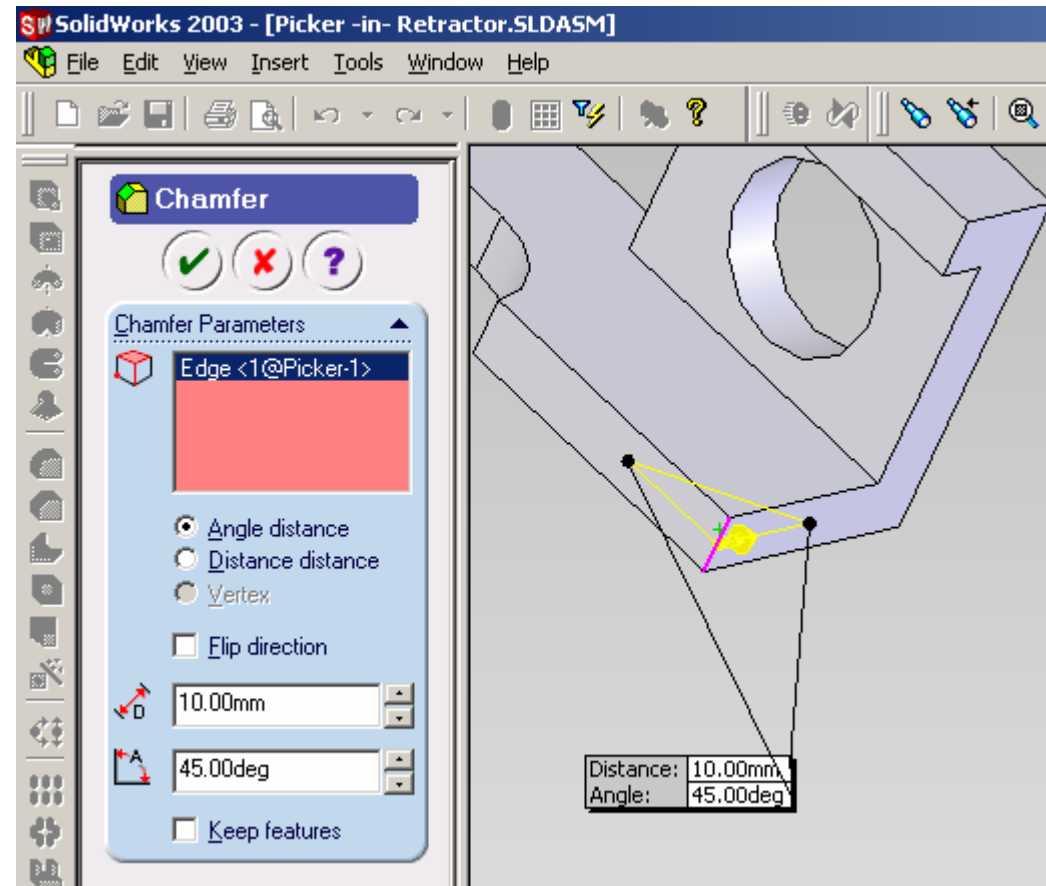 SW SolidWorks 2003 - [Picker -in- Retractor.SLDASM]
File Edit View Insert Tools Window Help
Chamfer
Chamfer Parameters
Edge <1@Picker-1>
Angle distance
Distance distance
Vertex
Flip direction
D 10.00mm
A 45.00deg
Keep features
Distance: 10.00mm
Angle: 45.00deg